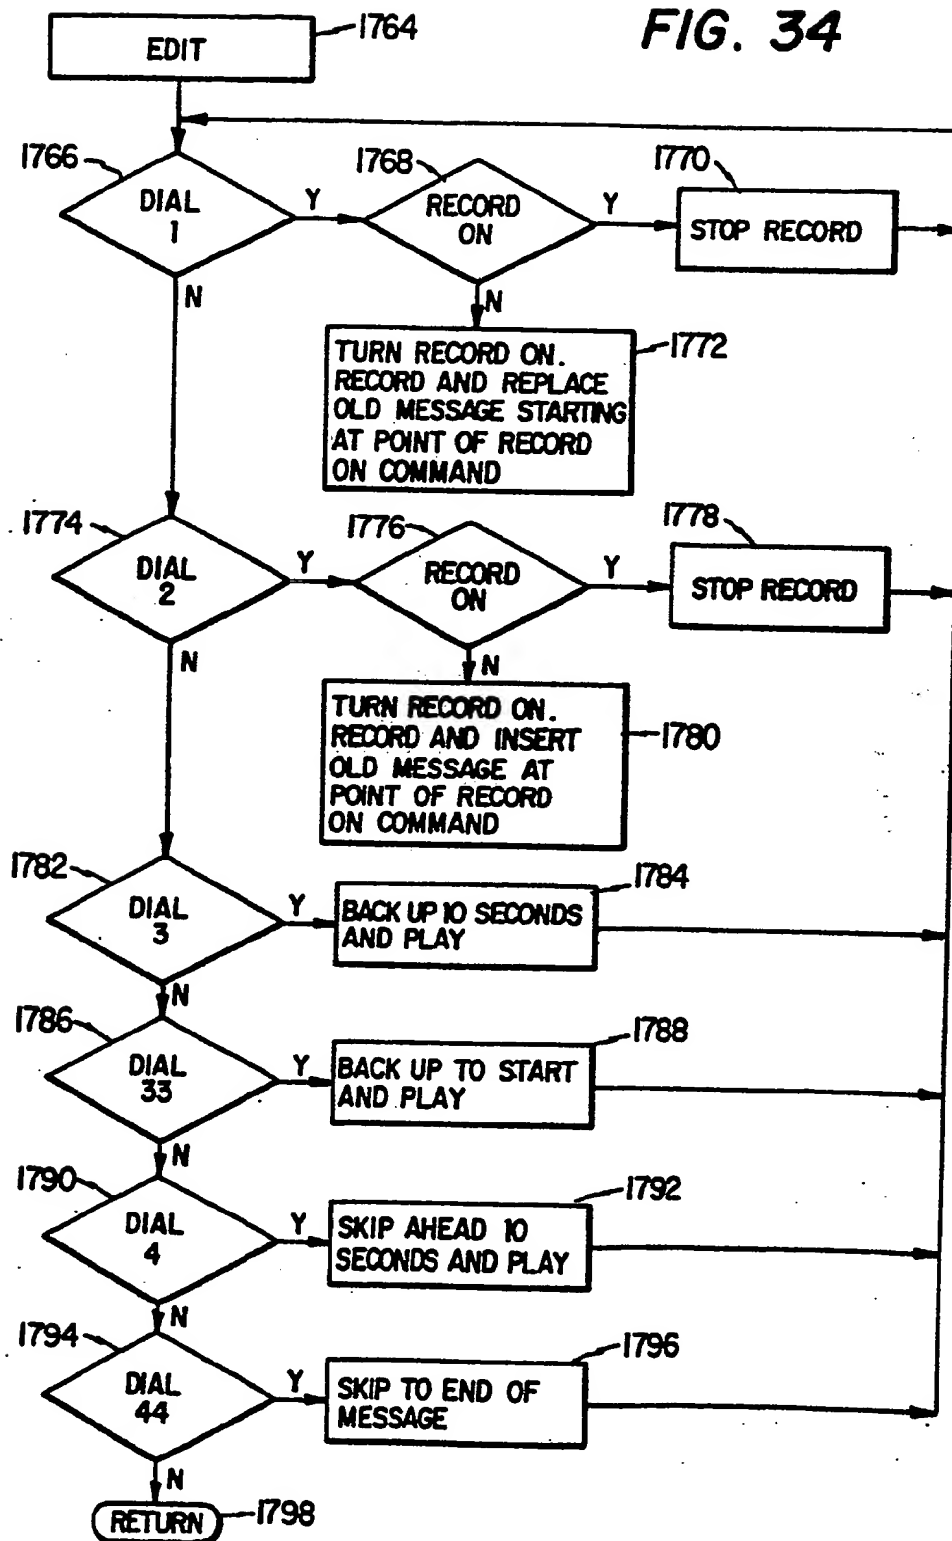 FIG. 34
EDIT
1764
1766
DIAL
1
Y
N
1768
RECORD
ON
Y
N
1770
STOP RECORD
TURN RECORD ON.
RECORD AND REPLACE
OLD MESSAGE STARTING
AT POINT OF RECORD
ON COMMAND
1772
1774
DIAL
2
Y
N
1776
RECORD
ON
Y
N
1778
STOP RECORD
TURN RECORD ON.
RECORD AND INSERT
OLD MESSAGE AT
POINT OF RECORD
ON COMMAND
1780
1782
DIAL
3
Y
N
1784
BACK UP 10 SECONDS
AND PLAY
1786
DIAL
33
Y
N
1788
BACK UP TO START
AND PLAY
1790
DIAL
4
Y
N
1792
SKIP AHEAD 10
SECONDS AND PLAY
1794
DIAL
44
Y
N
1796
SKIP TO END OF
MESSAGE
RETURN
1798